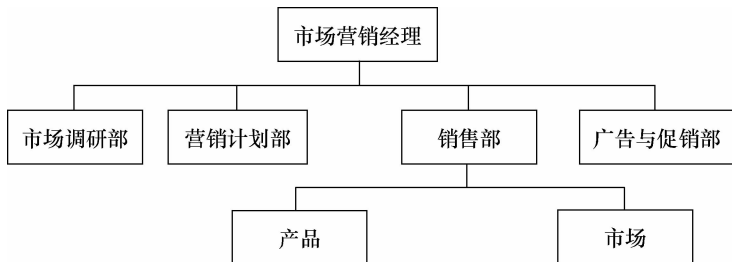 市场营销经理
市场调研部
营销计划部
销售部
广告与促销部
产品
市场